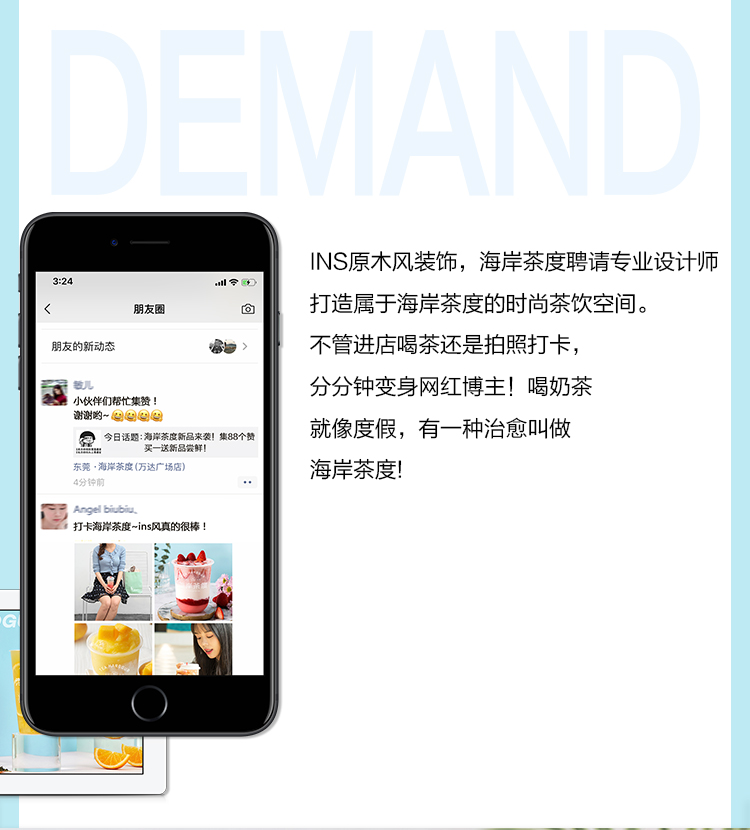 DEMAND
INS原木风装饰，海岸茶度聘请专业设计师
打造属于海岸茶度的时尚茶饮空间。
不管进店喝茶还是拍照打卡，
分分钟变身网红博主！喝奶茶
就像度假，有一种治愈叫做
海岸茶度!
3:24
朋友圈
朋友的新动态
敏儿
小伙伴们帮忙集赞！
谢谢哟~
今日话题：海岸茶度新品来袭！集88个赞
买一送新品尝鲜！
东莞·海岸茶度(万达广场店)
4分钟前
Angel biubiu、
打卡海岸茶度~ins风真的很棒！